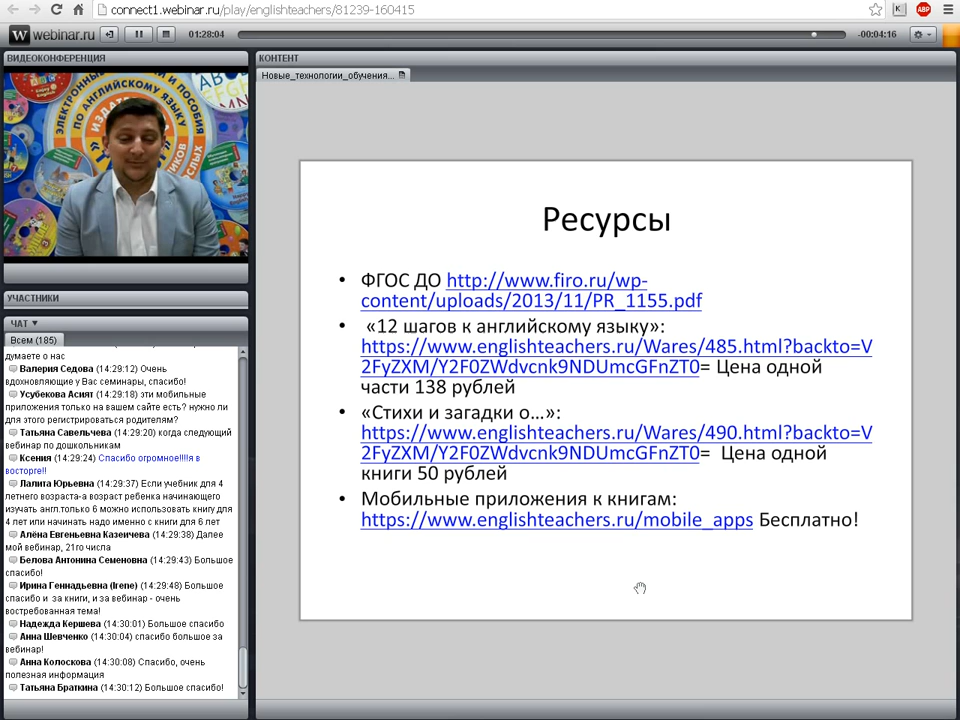 connect1.webinar.ru/play/englishteachers/81239-160415
ABP
webinar.ru
01:28:04
-00:04:16
ВИДЕОКОНФЕРЕНЦИЯ
КОНТЕНТ
Новые_технологии_обучения...
ЭЛЕКТРОННЫЕ
И ПОСОБИЯ
ПО АНГЛИЙСКОМУ ЯЗЫКУ
УЧАСТНИКИ
ЧАТ
Всем (185)
думаете о нас
Валерия Седова (14:29:12) Очень
вдохновляющие у Вас семинары, спасибо!
Усубекова Асият (14:29:18) эти мобильные
приложения только на вашем сайте есть? нужно ли
для этого регистрироваться родителям?
Татьяна Савельчева (14:29:20) когда следующий
вебинар по дошкольникам
Ксения (14:29:24) Спасибо огромное!!!!я в
восторге!!
Лалита Юрьевна (14:29:37) Если учебник для 4
летнего возраста-а возраст ребенка начинающего
изучать англ.только 6 можно использовать книгу для
4 лет или начинать надо именно с книги для 6 лет
Алёна Евгеньевна Казеичева (14:29:38) Далее
мой вебинар, 21го числа
Белова Антонина Семеновна (14:29:43) Большое
спасибо!
Ирина Геннадьевна (Irene) (14:29:48) Большое
спасибо и за книги, и за вебинар - очень
востребованная тема!
Надежда Кершева (14:30:01) Большое спасибо
Анна Шевченко (14:30:04) спасибо большое за
вебинар!
Анна Колоскова (14:30:08) Спасибо, очень
полезная информация
Татьяна Браткина (14:30:12) Большое спасибо!
Ресурсы
• ФГОС ДО http://www.firo.ru/wp-
content/uploads/2013/11/PR_1155.pdf
• «12 шагов к английскому языку»:
https://www.englishteachers.ru/Wares/485.html?backto=V
2FyZXM/Y2F0ZWdvcnk9NDUmcGFnZT0= Цена одной
части 138 рублей
• «Стихи и загадки о…»:
https://www.englishteachers.ru/Wares/490.html?backto=V
2FyZXM/Y2F0ZWdvcnk9NDUmcGFnZT0= Цена одной
книги 50 рублей
• Мобильные приложения к книгам:
https://www.englishteachers.ru/mobile_apps Бесплатно!